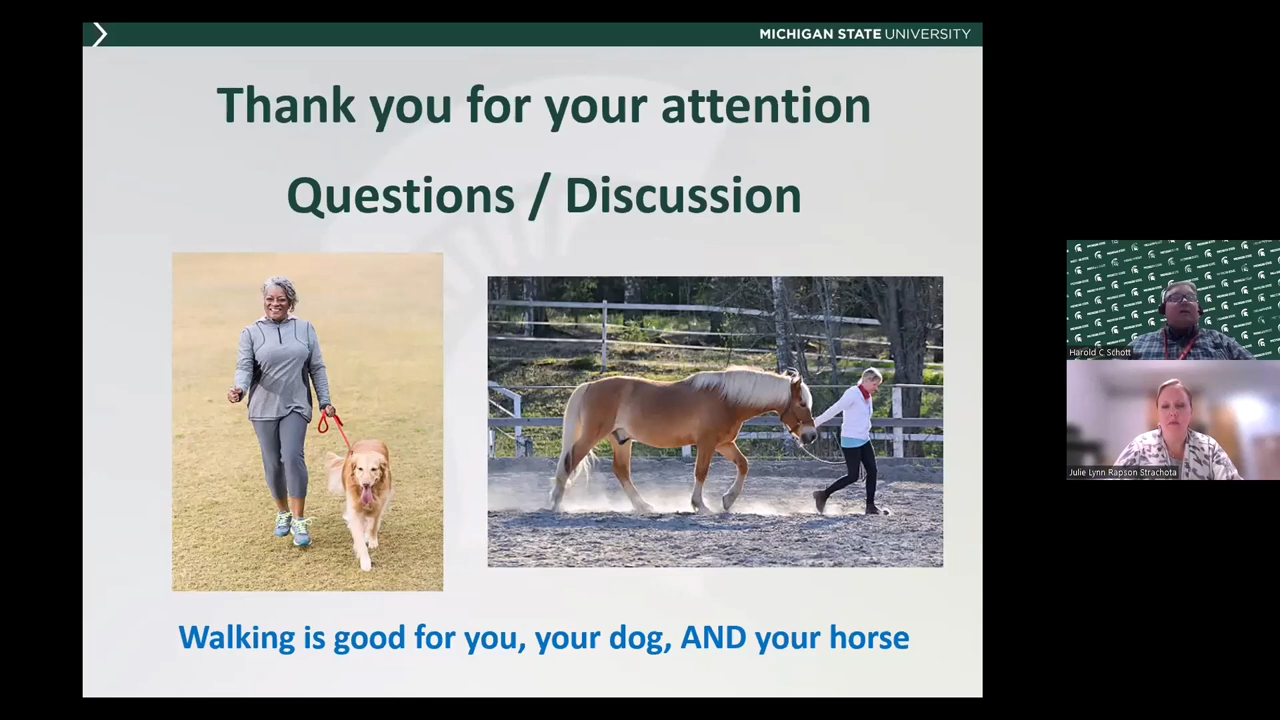 MICHIGAN STATE UNIVERSITY
Thank you for your attention
Questions / Discussion
Walking is good for you, your dog, AND your horse
Harold C Schott
Julie Lynn Rapson Strachota